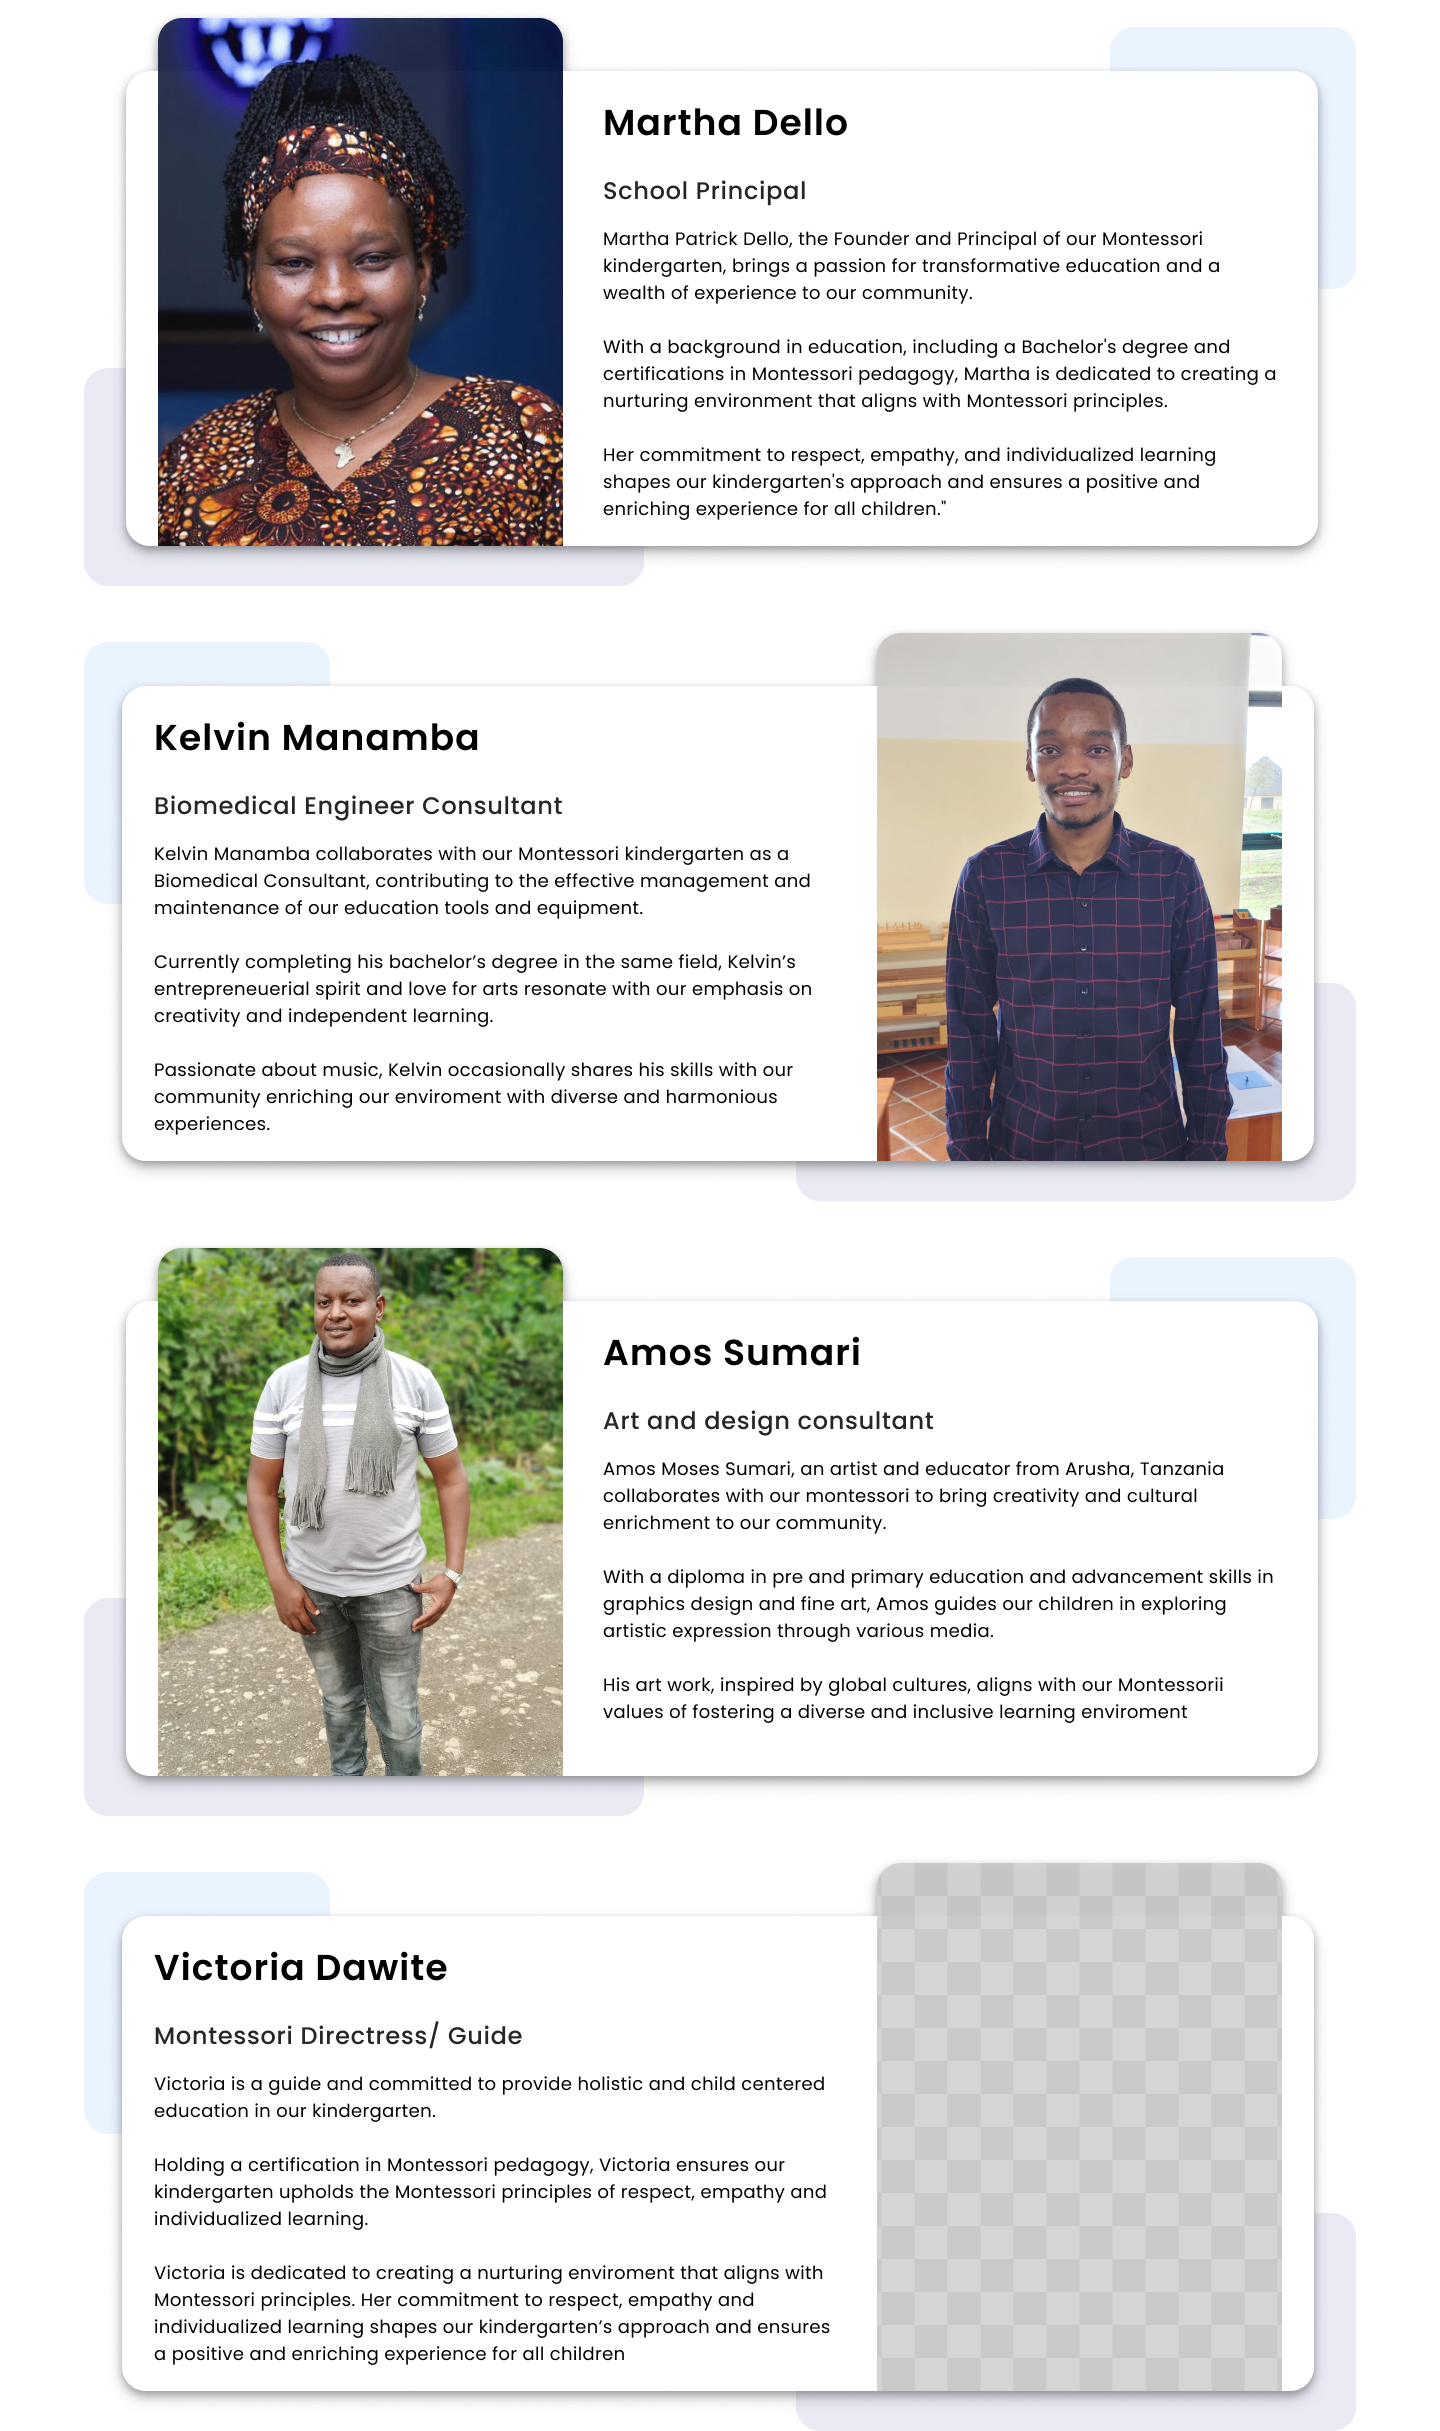 Martha Dello
School Principal
Martha Patrick Dello, the Founder and Principal of our Montessori
kindergarten, brings a passion for transformative education and a
wealth of experience to our community.
With a background in education, including a Bachelor's degree and
certifications in Montessori pedagogy, Martha is dedicated to creating a
nurturing environment that aligns with Montessori principles.
Her commitment to respect, empathy, and individualized learning
shapes our kindergarten's approach and ensures a positive and
enriching experience for all children."
Kelvin Manamba
Biomedical Engineer Consultant
Kelvin Manamba collaborates with our Montessori kindergarten as a
Biomedical Consultant, contributing to the effective management and
maintenance of our education tools and equipment.
Currently completing his bachelor’s degree in the same field, Kelvin’s
entrepreneuerial spirit and love for arts resonate with our emphasis on
creativity and independent learning.
Passionate about music, Kelvin occasionally shares his skills with our
community enriching our enviroment with diverse and harmonious
experiences.
Amos Sumari
Art and design consultant
Amos Moses Sumari, an artist and educator from Arusha, Tanzania
collaborates with our montessori to bring creativity and cultural
enrichment to our community.
With a diploma in pre and primary education and advancement skills in
graphics design and fine art, Amos guides our children in exploring
artistic expression through various media.
His art work, inspired by global cultures, aligns with our Montessorii
values of fostering a diverse and inclusive learning enviroment
Victoria Dawite
Montessori Directress/ Guide
Victoria is a guide and committed to provide holistic and child centered
education in our kindergarten.
Holding a certification in Montessori pedagogy, Victoria ensures our
kindergarten upholds the Montessori principles of respect, empathy and
individualized learning.
Victoria is dedicated to creating a nurturing enviroment that aligns with
Montessori principles. Her commitment to respect, empathy and
individualized learning shapes our kindergarten’s approach and ensures
a positive and enriching experience for all children